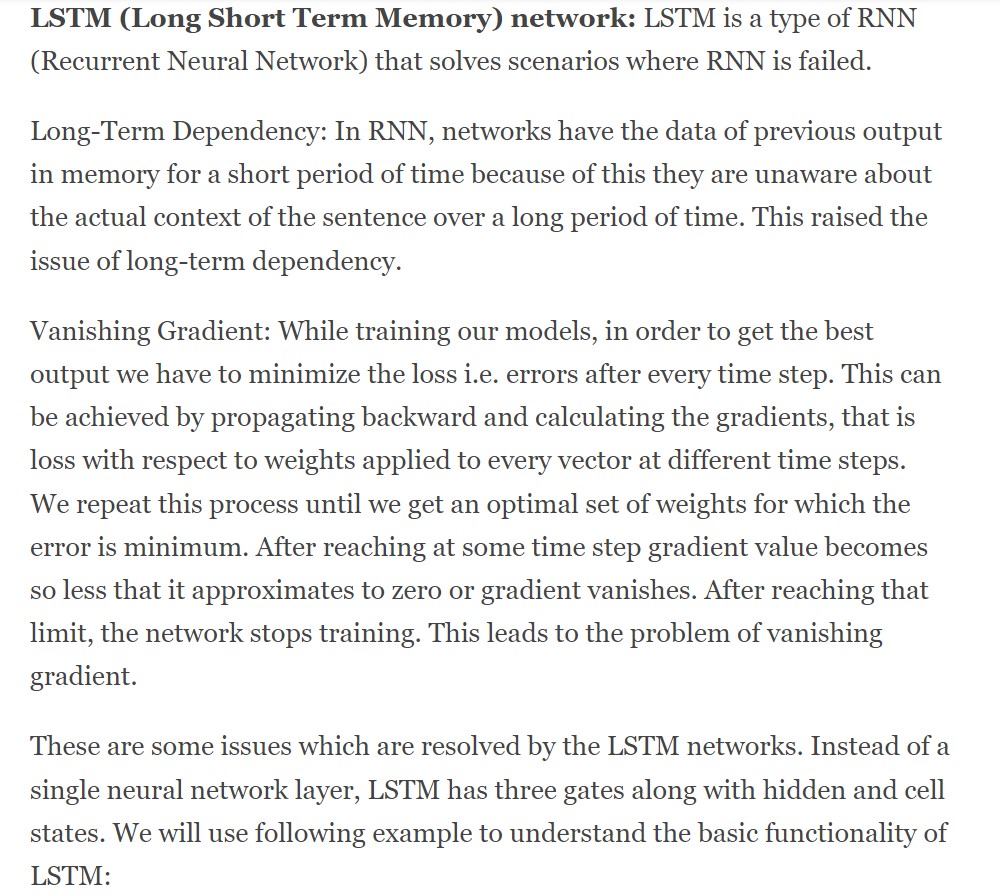 LSTM (Long Short Term Memory) network: LSTM is a type of RNN
(Recurrent Neural Network) that solves scenarios where RNN is failed.
Long-Term Dependency: In RNN, networks have the data of previous output
in memory for a short period of time because of this they are unaware about
the actual context of the sentence over a long period of time. This raised the
issue of long-term dependency.
Vanishing Gradient: While training our models, in order to get the best
output we have to minimize the loss i.e. errors after every time step. This can
be achieved by propagating backward and calculating the gradients, that is
loss with respect to weights applied to every vector at different time steps.
We repeat this process until we get an optimal set of weights for which the
error is minimum. After reaching at some time step gradient value becomes
so less that it approximates to zero or gradient vanishes. After reaching that
limit, the network stops training. This leads to the problem of vanishing
gradient.
These are some issues which are resolved by the LSTM networks. Instead of a
single neural network layer, LSTM has three gates along with hidden and cell
states. We will use following example to understand the basic functionality of
LSTM: